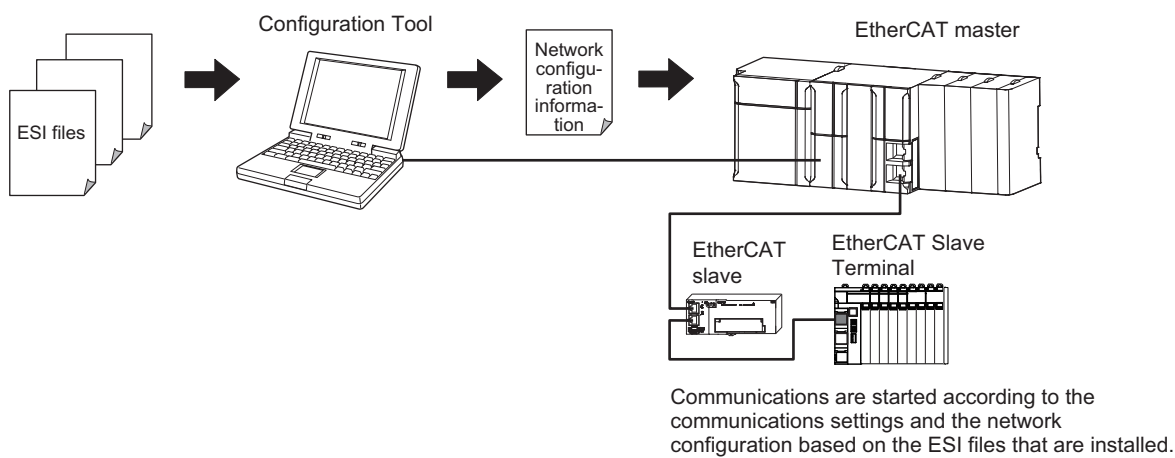 Configuration Tool
EtherCAT master
Network
configu-
ration
informa-
tion
ESI files
EtherCAT
slave
EtherCAT Slave
Terminal
Communications are started according to the
communications settings and the network
configuration based on the ESI files that are installed.